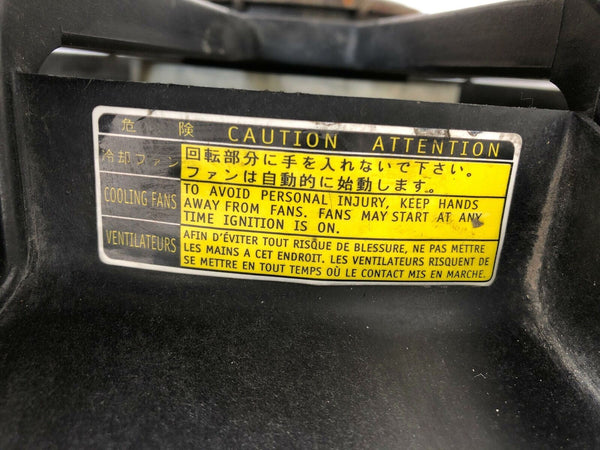 危険 CAUTION ATTENTION
冷却ファン
回転部分に手を入れないで下さい。
ファンは自動的に始動します。
COOLING FANS
TO AVOID PERSONAL INJURY, KEEP HANDS
AWAY FROM FANS. FANS MAY START AT ANY
TIME IGNITION IS ON.
VENTILATEURS
AFIN D'ÉVITER TOUT RISQUE DE BLESSURE, NE PAS METTRE
LES MAINS A CET ENDROIT. LES VENTILATEURS RISQUENT DE
SE METTRE EN TOUT TEMPS OÙ LE CONTACT MIS EN MARCHE.